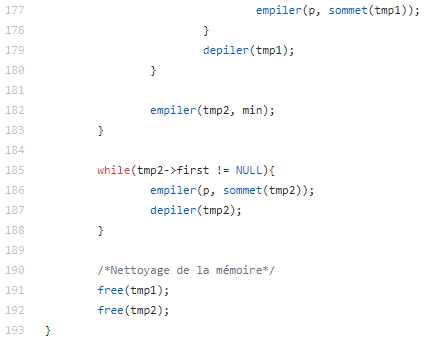 177 empiler(p, sommet(tmp1));
178 }
179 depiler(tmp1);
180 }
181
182 empiler(tmp2, min);
183 }
184
185 while(tmp2->first != NULL){
186 empiler(p, sommet(tmp2));
187 depiler(tmp2);
188 }
189
190 /*Nettoyage de la mémoire*/
191 free(tmp1);
192 free(tmp2);
193 }